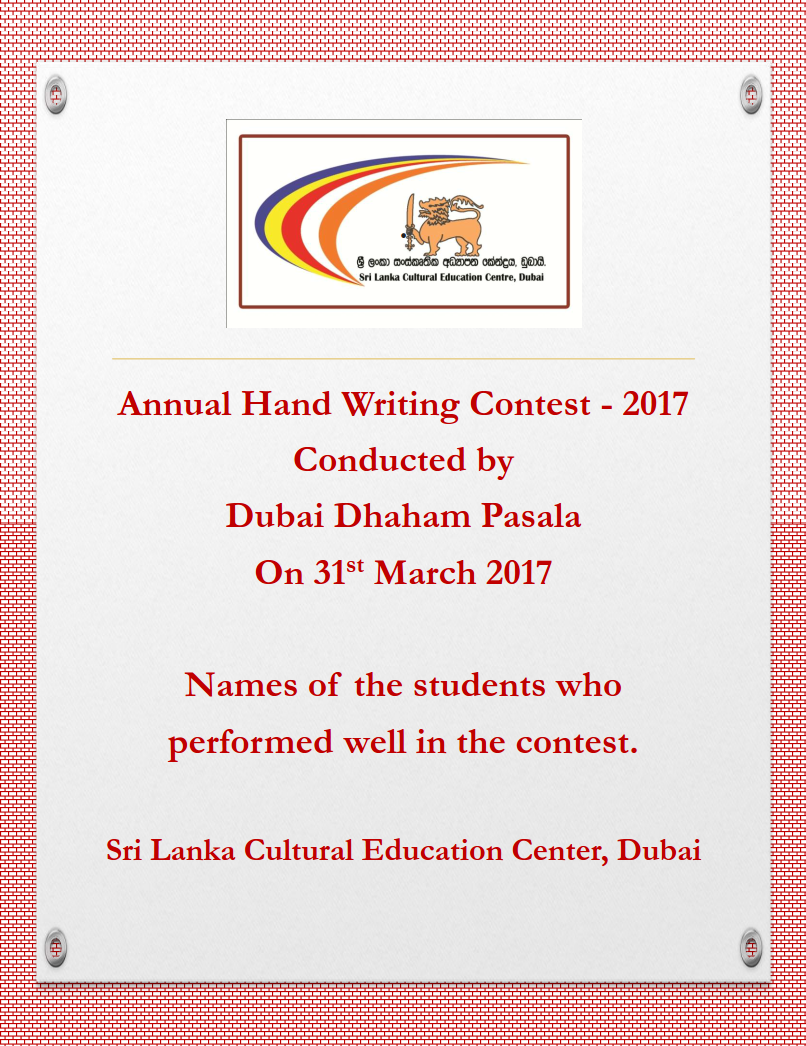 ශ්‍රී ලංකා සංස්කෘතික අධ්‍යාපන කේන්ද්‍රය, ඩුබායි.
Sri Lanka Cultural Education Centre, Dubai
Annual Hand Writing Contest - 2017
Conducted by
Dubai Dhaham Pasala
On 31st March 2017
Names of the students who
performed well in the contest.
Sri Lanka Cultural Education Center, Dubai